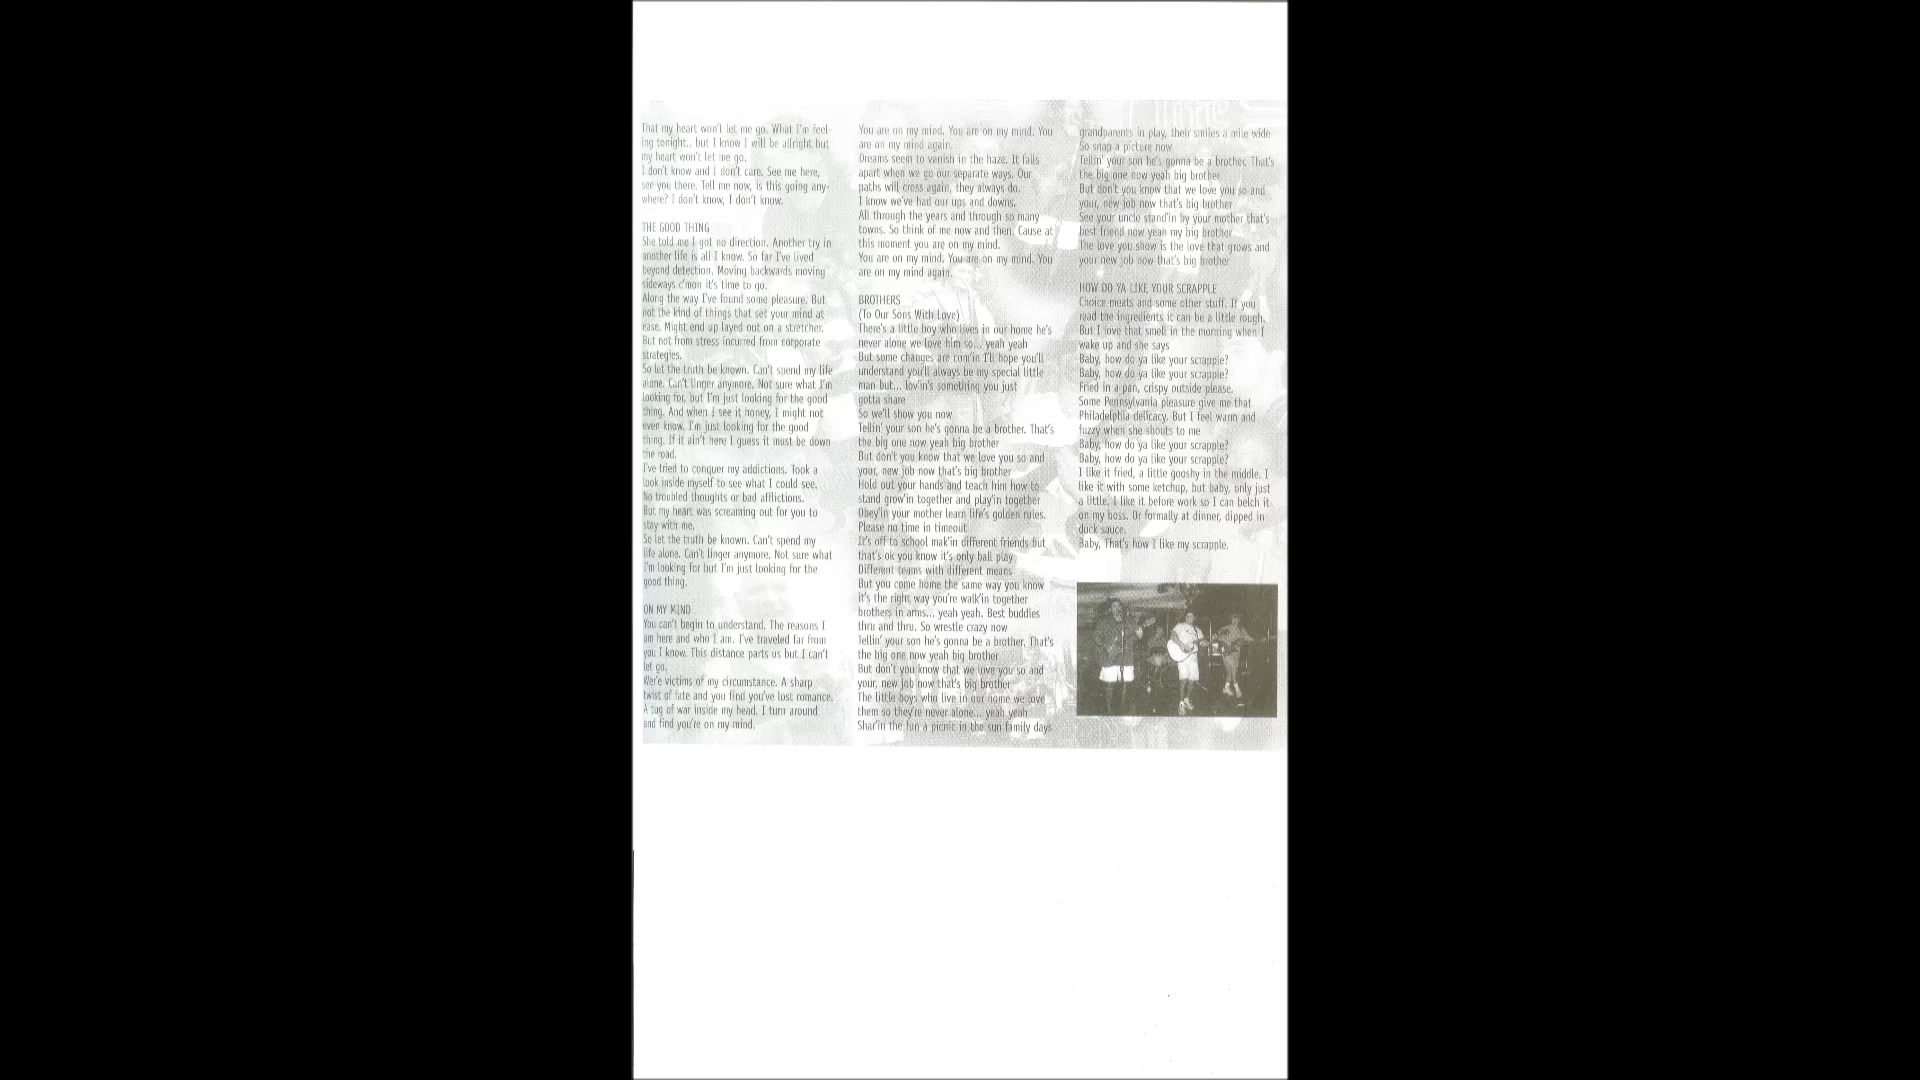 That my heart won't let me go. What I'm feel-
ing tonight.. but I know I will be allright but
my heart won't let me go.
I don't know and I don't care. See me here,
see you there. Tell me now, is this going any-
where? I don't know, I don't know.
THE GOOD THING
She told me I got no direction. Another try in
another life is all I know. So far I've lived
beyond detection. Moving backwards moving
sideways c'mon it's time to go.
Along the way I've found some pleasure. But
not the kind of things that set your mind at
ease. Might end up layed out on a stretcher.
But not from stress incurred from corporate
strategies.
So let the truth be known. Can't spend my life
alone. Can't linger anymore. Not sure what I'm
looking for, but I'm just looking for the good
thing. And when I see it honey, I might not
even know. I'm just looking for the good
thing. If it ain't here I guess it must be down
the road.
I've tried to conquer my addictions. Took a
look inside myself to see what I could see.
No troubled thoughts or bad afflictions.
But my heart was screaming out for you to
stay with me.
So let the truth be known. Can't spend my
life alone. Can't linger anymore. Not sure what
I'm looking for but I'm just looking for the
good thing.
ON MY MIND
You can't begin to understand. The reasons I
am here and who I am. I've traveled far from
you I know. This distance parts us but I can't
let go.
We're victims of my circumstance. A sharp
twist of fate and you find you've lost romance.
A tug of war inside my head. I turn around
and find you're on my mind.
You are on my mind. You are on my mind. You
are on my mind again.
Dreams seem to vanish in the haze. It falls
apart when we go our separate ways. Our
paths will cross again, they always do.
I know we've had our ups and downs.
All through the years and through so many
towns. So think of me now and then. Cause at
this moment you are on my mind.
You are on my mind. You are on my mind. You
are on my mind again.
BROTHERS
(To Our Sons With Love)
There's a little boy who lives in our home he's
never alone we love him so... yeah yeah
But some changes are com'in I'll hope you'll
understand you'll always be my special little
man but... lov'in's something you just
gotta share
So we'll show you now
Tellin' your son he's gonna be a brother. That's
the big one now yeah big brother
But don't you know that we love you so and
your, new job now that's big brother
Hold out your hands and teach him how to
stand grow'in together and play'in together
Obey'in your mother learn life's golden rules.
Please no time in timeout
It's off to school mak'in different friends but
that's ok you know it's only ball play
Different teams with different means
But you come home the same way you know
it's the right way you're walk'in together
brothers in arms... yeah yeah. Best buddies
thru and thru. So wrestle crazy now
Tellin' your son he's gonna be a brother. That's
the big one now yeah big brother
But don't you know that we love you so and
your, new job now that's big brother
The little boys who live in our home we love
them so they're never alone... yeah yeah
Shar'in the fun a picnic in the sun family days
grandparents in play, their smiles a mile wide
So snap a picture now
Tellin' your son he's gonna be a brother. That's
the big one now yeah big brother
But don't you know that we love you so and
your, new job now that's big brother
See your uncle stand'in by your mother that's
best friend now yeah my big brother
The love you show is the love that grows and
your new job now that's big brother
HOW DO YA LIKE YOUR SCRAPPLE
Choice meats and some other stuff. If you
read the ingredients it can be a little rough.
But I love that smell in the morning when I
wake up and she says
Baby, how do ya like your scrapple?
Baby, how do ya like your scrapple?
Fried in a pan, crispy outside please.
Some Pennsylvania pleasure give me that
Philadelphia delicacy. But I feel warm and
fuzzy when she shouts to me
Baby, how do ya like your scrapple?
Baby, how do ya like your scrapple?
I like it fried, a little gooshy in the middle. I
like it with some ketchup, but baby, only just
a little. I like it before work so I can belch it
on my boss. Or formally at dinner, dipped in
duck sauce.
Baby, That's how I like my scrapple.